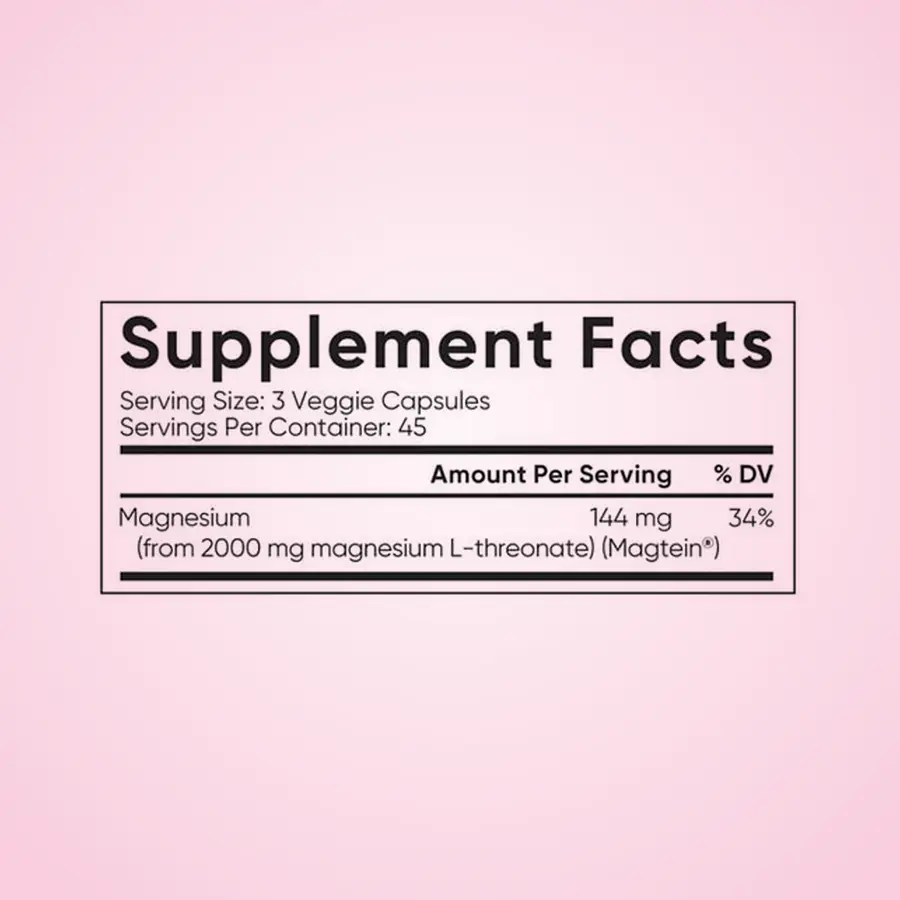 Supplement Facts
Serving Size: 3 Veggie Capsules
Servings Per Container: 45
Amount Per Serving % DV
Magnesium 144 mg 34%
(from 2000 mg magnesium L-threonate) (Magtein®)